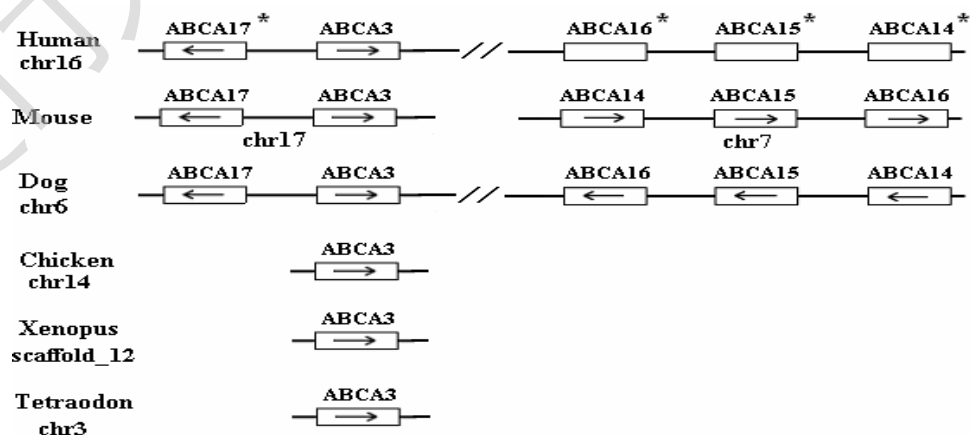 ABCA17* ABCA3 // ABCA16* ABCA15* ABCA14*
Human
chr16
ABCA17 ABCA3 ABCA14 ABCA15 ABCA16
Mouse
chr17 chr7
ABCA17 ABCA3 // ABCA16 ABCA15 ABCA14
Dog
chr6
ABCA3
Chicken
chr14
ABCA3
Xenopus
scaffold_12
ABCA3
Tetraodon
chr3